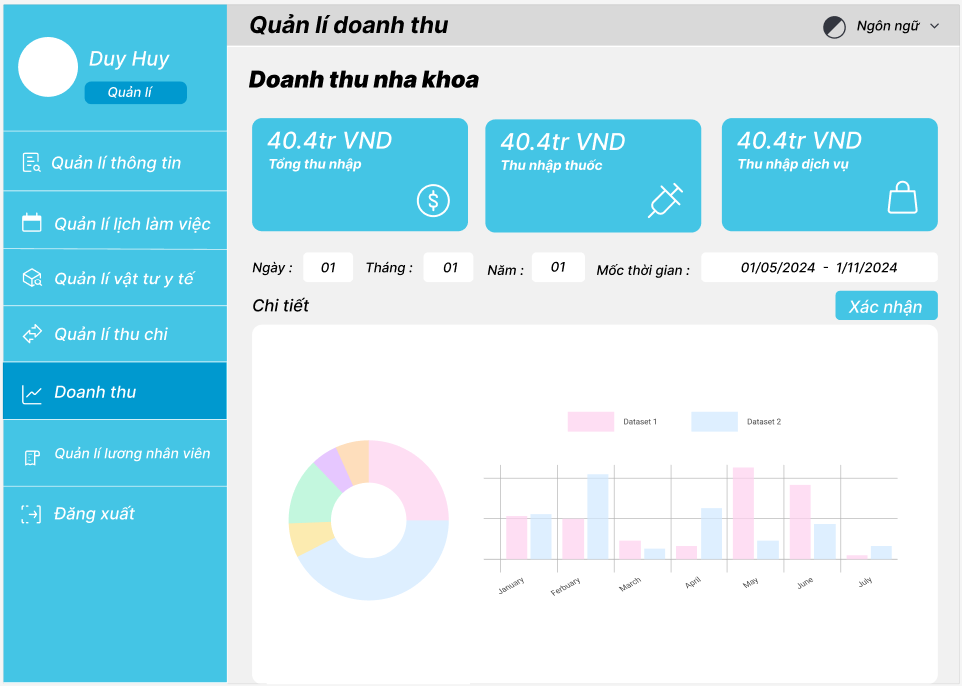 Duy Huy
Quản lí
Quản lí thông tin
Quản lí lịch làm việc
Quản lí vật tư y tế
Quản lí thu chi
Doanh thu
Quản lí lương nhân viên
Đăng xuất
Quản lí doanh thu
Ngôn ngữ
Doanh thu nha khoa
40.4tr VND
Tổng thu nhập
40.4tr VND
Thu nhập thuốc
40.4tr VND
Thu nhập dịch vụ
Ngày : 01 Tháng : 01 Năm : 01 Mốc thời gian : 01/05/2024 - 1/11/2024
Chi tiết
Xác nhận
Dataset 1 Dataset 2
January Ferbuary March April May June July